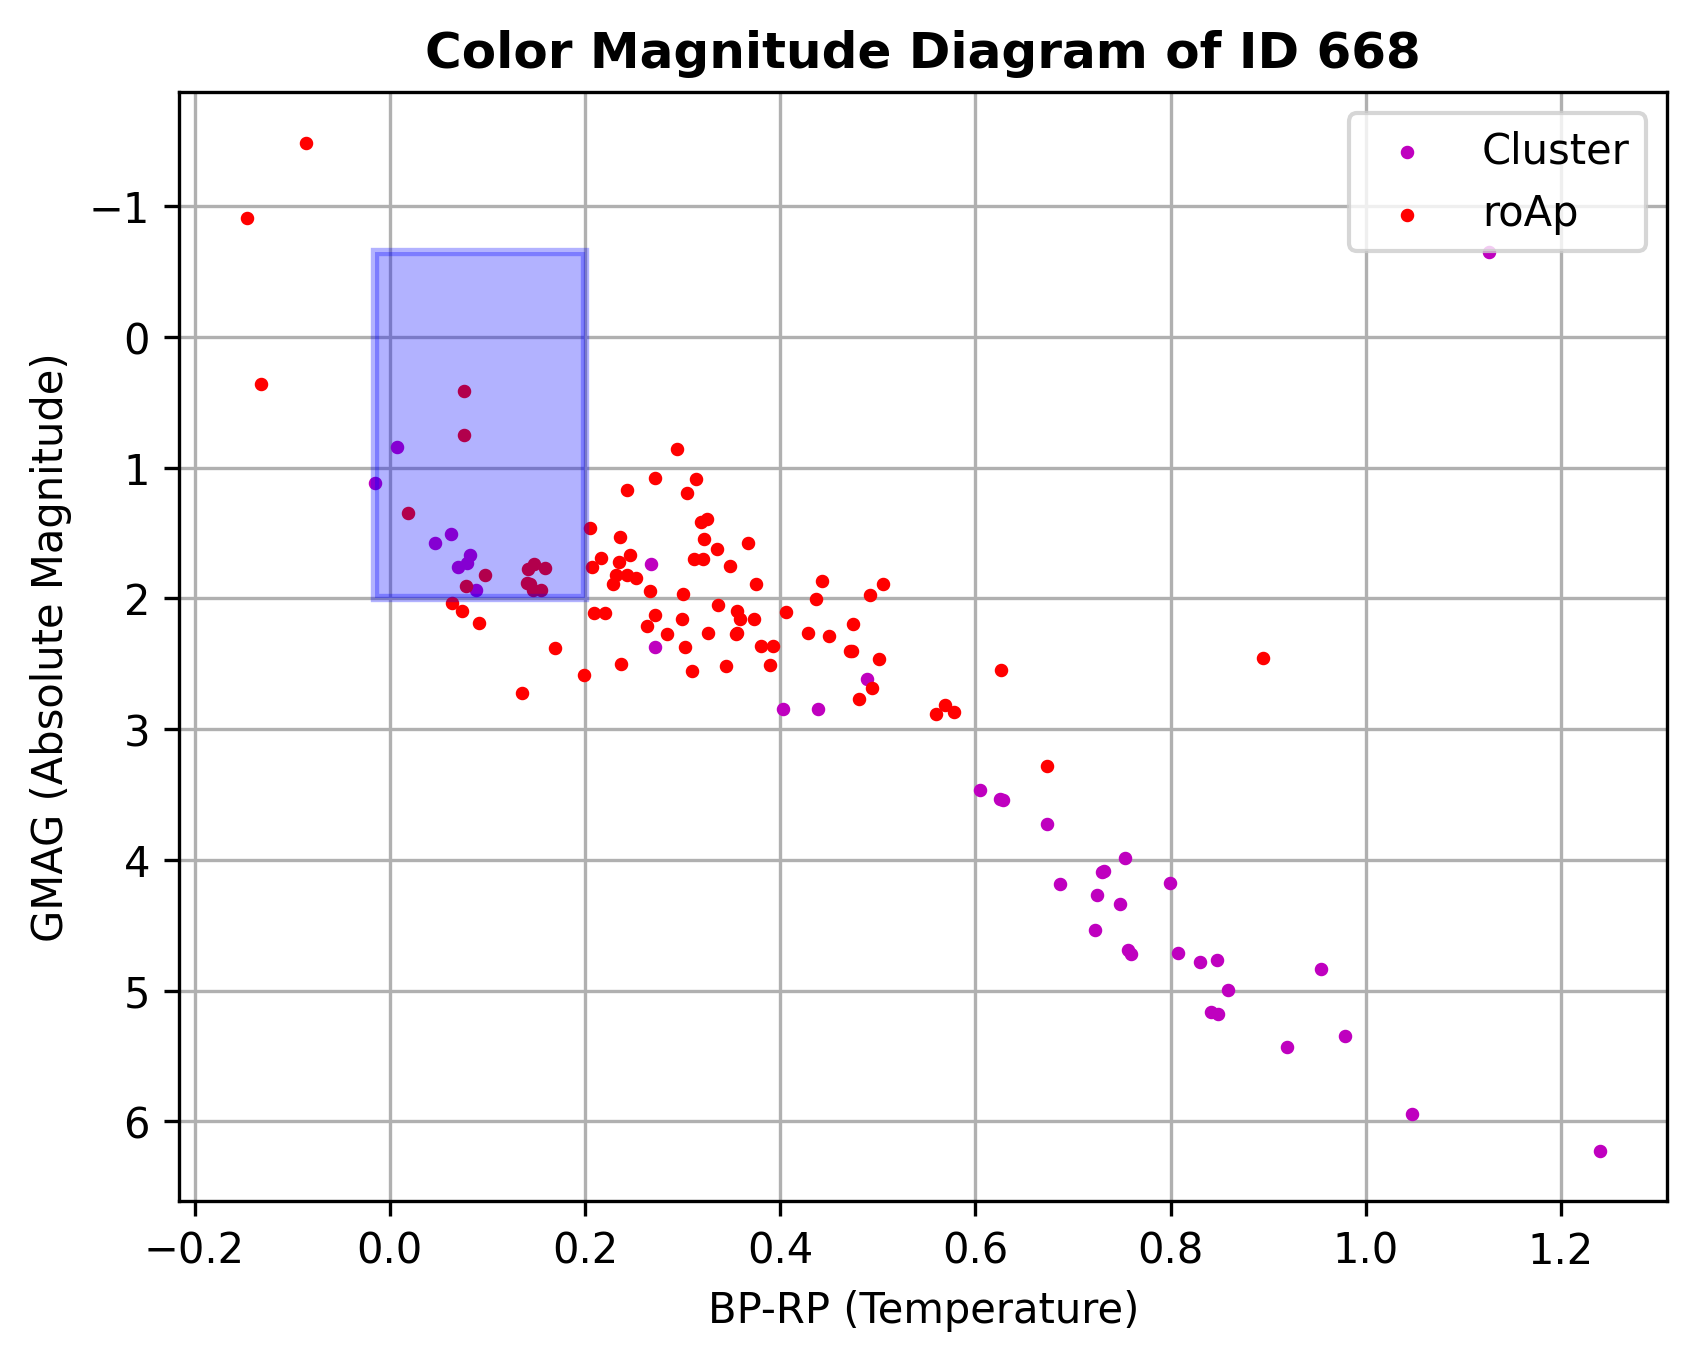 Color Magnitude Diagram of ID 668
Cluster
roAp
GMAG (Absolute Magnitude)
−1
0
1
2
3
4
5
6
−0.2 0.0 0.2 0.4 0.6 0.8 1.0 1.2
BP-RP (Temperature)